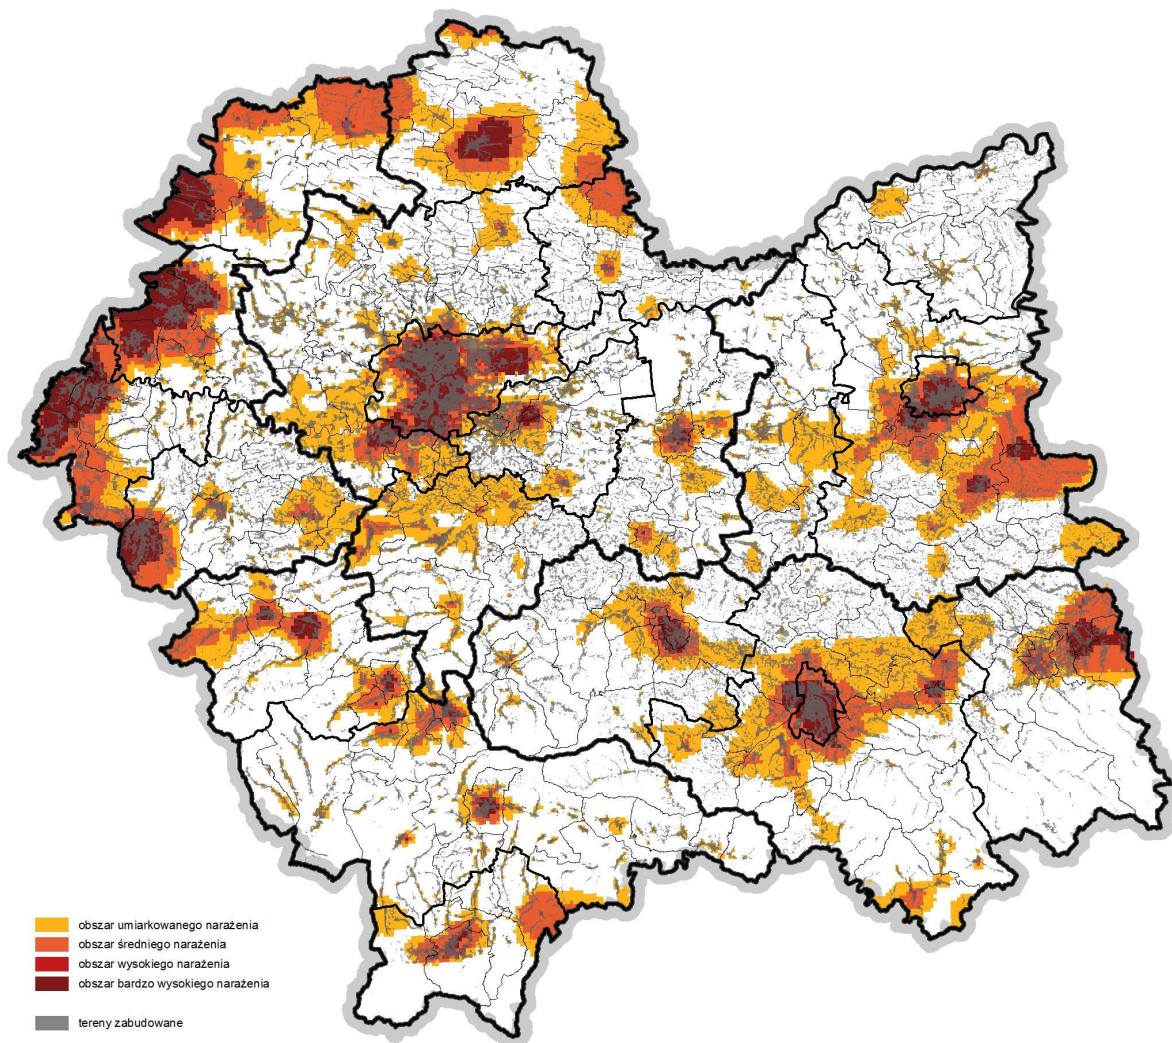 obszar umiarkowanego narażenia
obszar średniego narażenia
obszar wysokiego narażenia
obszar bardzo wysokiego narażenia
tereny zabudowane